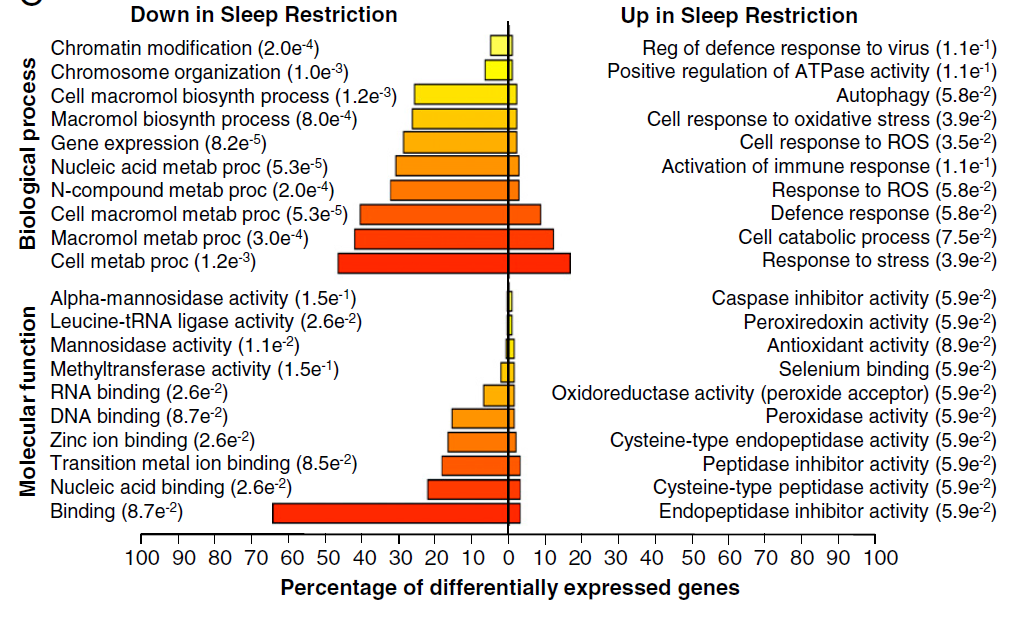 Down in Sleep Restriction
Up in Sleep Restriction
Biological process
Chromatin modification (2.0e⁻⁴)
Chromosome organization (1.0e⁻³)
Cell macromol biosynth process (1.2e⁻³)
Macromol biosynth process (8.0e⁻⁴)
Gene expression (8.2e⁻⁵)
Nucleic acid metab proc (5.3e⁻⁵)
N-compound metab proc (2.0e⁻⁴)
Cell macromol metab proc (5.3e⁻⁵)
Macromol metab proc (3.0e⁻⁴)
Cell metab proc (1.2e⁻³)
Reg of defence response to virus (1.1e⁻¹)
Positive regulation of ATPase activity (1.1e⁻¹)
Autophagy (5.8e⁻²)
Cell response to oxidative stress (3.9e⁻²)
Cell response to ROS (3.5e⁻²)
Activation of immune response (1.1e⁻¹)
Response to ROS (5.8e⁻²)
Defence response (5.8e⁻²)
Cell catabolic process (7.5e⁻²)
Response to stress (3.9e⁻²)
Molecular function
Alpha-mannosidase activity (1.5e⁻¹)
Leucine-tRNA ligase activity (2.6e⁻²)
Mannosidase activity (1.1e⁻²)
Methyltransferase activity (1.5e⁻¹)
RNA binding (2.6e⁻²)
DNA binding (8.7e⁻²)
Zinc ion binding (2.6e⁻²)
Transition metal ion binding (8.5e⁻²)
Nucleic acid binding (2.6e⁻²)
Binding (8.7e⁻²)
Caspase inhibitor activity (5.9e⁻²)
Peroxiredoxin activity (5.9e⁻²)
Antioxidant activity (8.9e⁻²)
Selenium binding (5.9e⁻²)
Oxidoreductase activity (peroxide acceptor) (5.9e⁻²)
Peroxidase activity (5.9e⁻²)
Cysteine-type endopeptidase activity (5.9e⁻²)
Peptidase inhibitor activity (5.9e⁻²)
Cysteine-type peptidase activity (5.9e⁻²)
Endopeptidase inhibitor activity (5.9e⁻²)
100 90 80 70 60 50 40 30 20 10 0 10 20 30 40 50 60 70 80 90 100
Percentage of differentially expressed genes